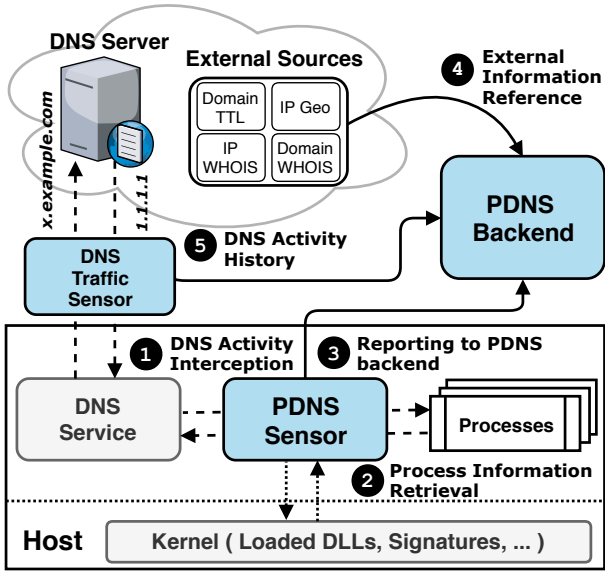 DNS Server
External Sources
Domain
TTL
IP Geo
IP
WHOIS
Domain
WHOIS
4 External
Information
Reference
x.example.com
1.1.1.1
PDNS
Backend
DNS
Traffic
Sensor
5 DNS Activity
History
1 DNS Activity
Interception
3 Reporting to PDNS
backend
DNS
Service
PDNS
Sensor
Processes
2 Process Information
Retrieval
Host
Kernel ( Loaded DLLs, Signatures, ... )